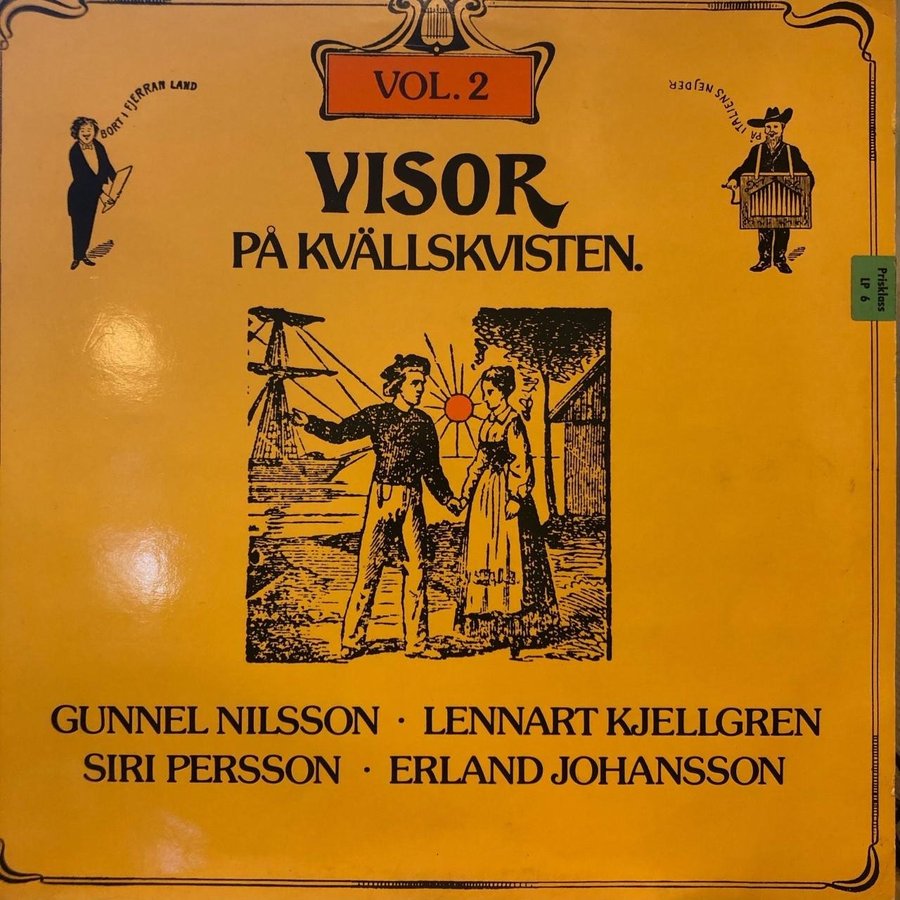 VOL. 2
BORT I FJERRAN LAND
PÅ ITALIENS NEJDER
VISOR
PÅ KVÄLLSKVISTEN.
Prisklass
LP 6
GUNNEL NILSSON · LENNART KJELLGREN
SIRI PERSSON · ERLAND JOHANSSON